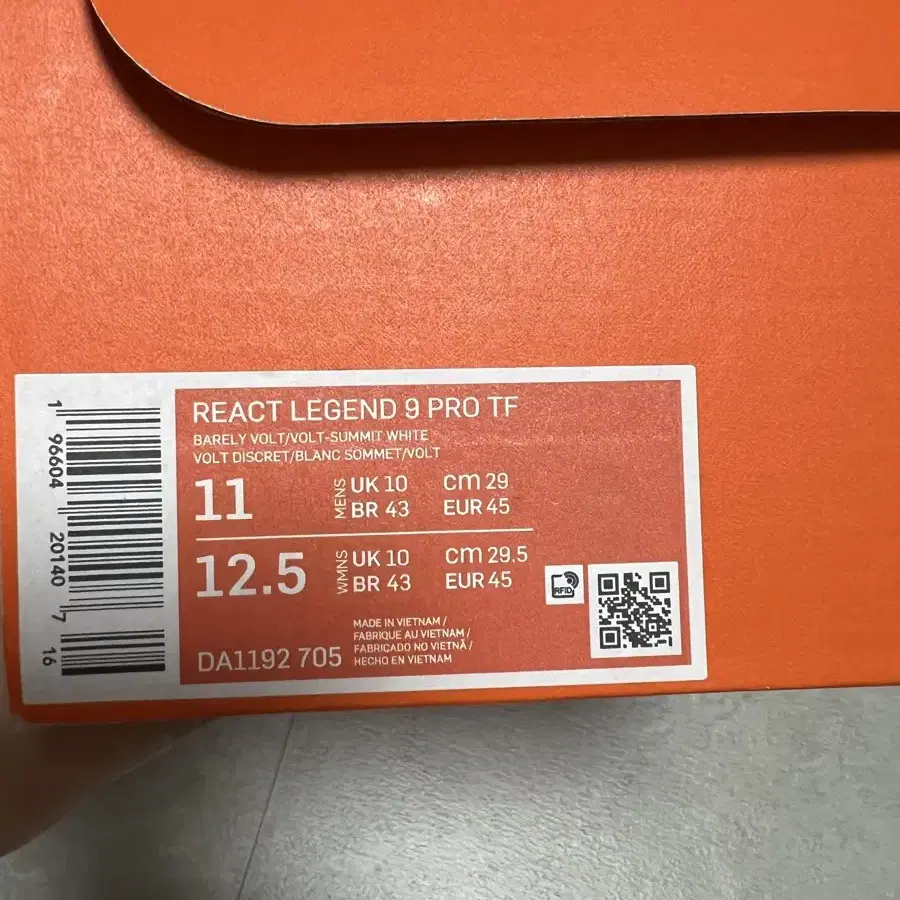 1 96604 20140 7 16
REACT LEGEND 9 PRO TF
BARELY VOLT/VOLT-SUMMIT WHITE
VOLT DISCRET/BLANC SOMMET/VOLT
11 MENS UK 10 cm 29
BR 43 EUR 45
12.5 WMNS UK 10 cm 29.5
BR 43 EUR 45
RFID
DA1192 705
MADE IN VIETNAM /
FABRIQUE AU VIETNAM /
FABRICADO NO VIETNÃ /
HECHO EN VIETNAM